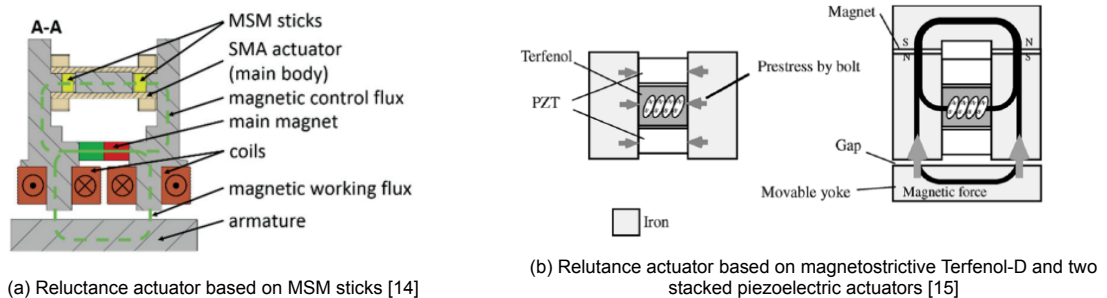 A-A
MSM sticks
SMA actuator
(main body)
magnetic control flux
main magnet
coils
magnetic working flux
armature
(a) Reluctance actuator based on MSM sticks [14]
Terfenol
PZT
Prestress by bolt
Iron
Magnet
S
N
N
S
Gap
Movable yoke
Magnetic force
(b) Relutance actuator based on magnetostrictive Terfenol-D and two
stacked piezoelectric actuators [15]